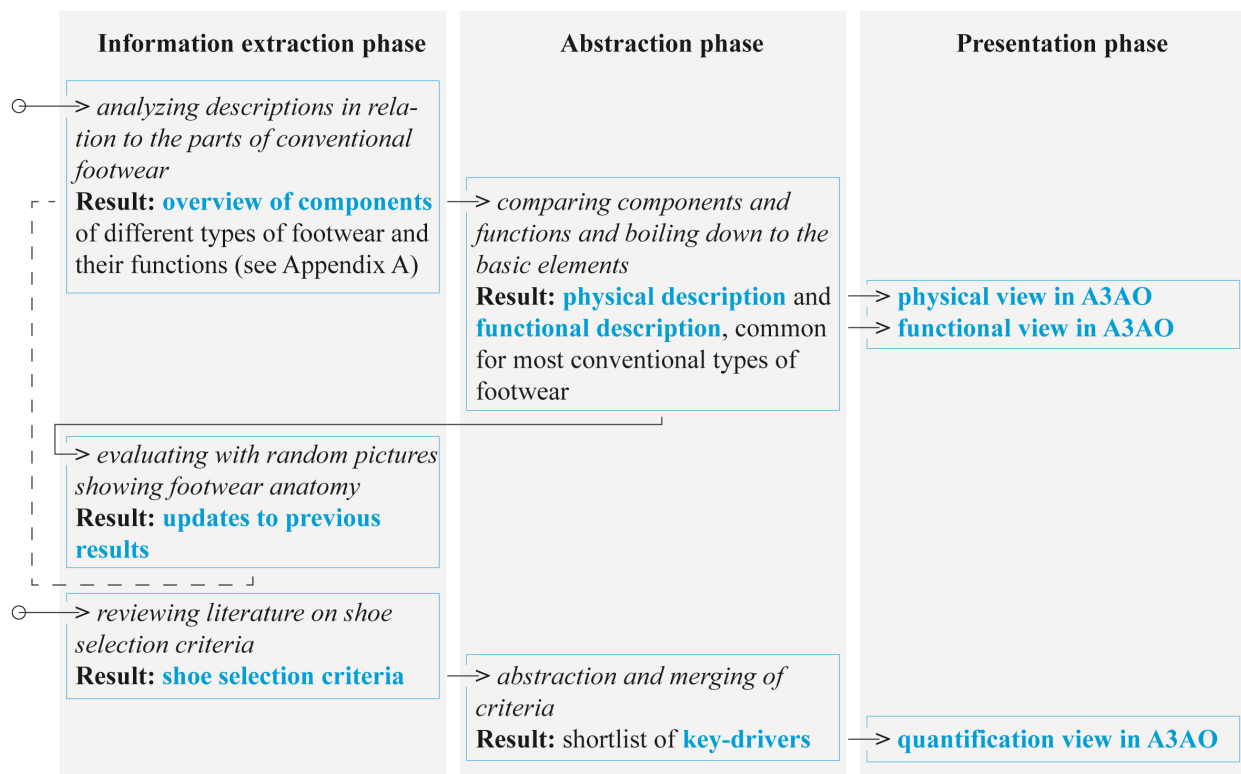 Information extraction phase
Abstraction phase
Presentation phase
analyzing descriptions in rela-
tion to the parts of conventional
footwear
Result: overview of components
of different types of footwear and
their functions (see Appendix A)
comparing components and
functions and boiling down to the
basic elements
Result: physical description and
functional description, common
for most conventional types of
footwear
physical view in A3AO
functional view in A3AO
evaluating with random pictures
showing footwear anatomy
Result: updates to previous
results
reviewing literature on shoe
selection criteria
Result: shoe selection criteria
abstraction and merging of
criteria
Result: shortlist of key-drivers
quantification view in A3AO